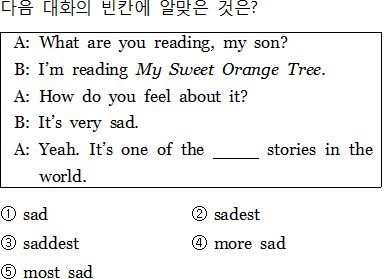 다음 대화의 빈칸에 알맞은 것은?
A: What are you reading, my son?
B: I'm reading My Sweet Orange Tree.
A: How do you feel about it?
B: It's very sad.
A: Yeah. It's one of the _____ stories in the
world.
① sad ② sadest
③ saddest ④ more sad
⑤ most sad